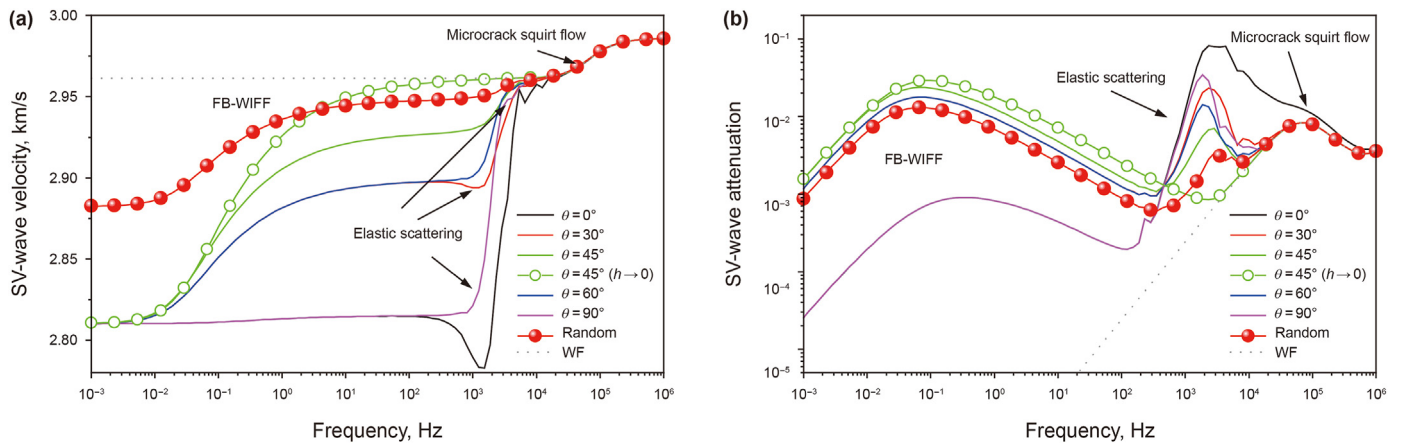 (a)
3.00
2.95
2.90
2.85
2.80
SV-wave velocity, km/s
Microcrack squirt flow
FB-WIFF
Elastic scattering
θ = 0°
θ = 30°
θ = 45°
θ = 45° (h → 0)
θ = 60°
θ = 90°
Random
WF
10⁻³ 10⁻² 10⁻¹ 10⁰ 10¹ 10² 10³ 10⁴ 10⁵ 10⁶
Frequency, Hz
(b)
10⁻¹
10⁻²
10⁻³
10⁻⁴
10⁻⁵
SV-wave attenuation
Microcrack squirt flow
Elastic scattering
FB-WIFF
θ = 0°
θ = 30°
θ = 45°
θ = 45° (h → 0)
θ = 60°
θ = 90°
Random
WF
10⁻³ 10⁻² 10⁻¹ 10⁰ 10¹ 10² 10³ 10⁴ 10⁵ 10⁶
Frequency, Hz